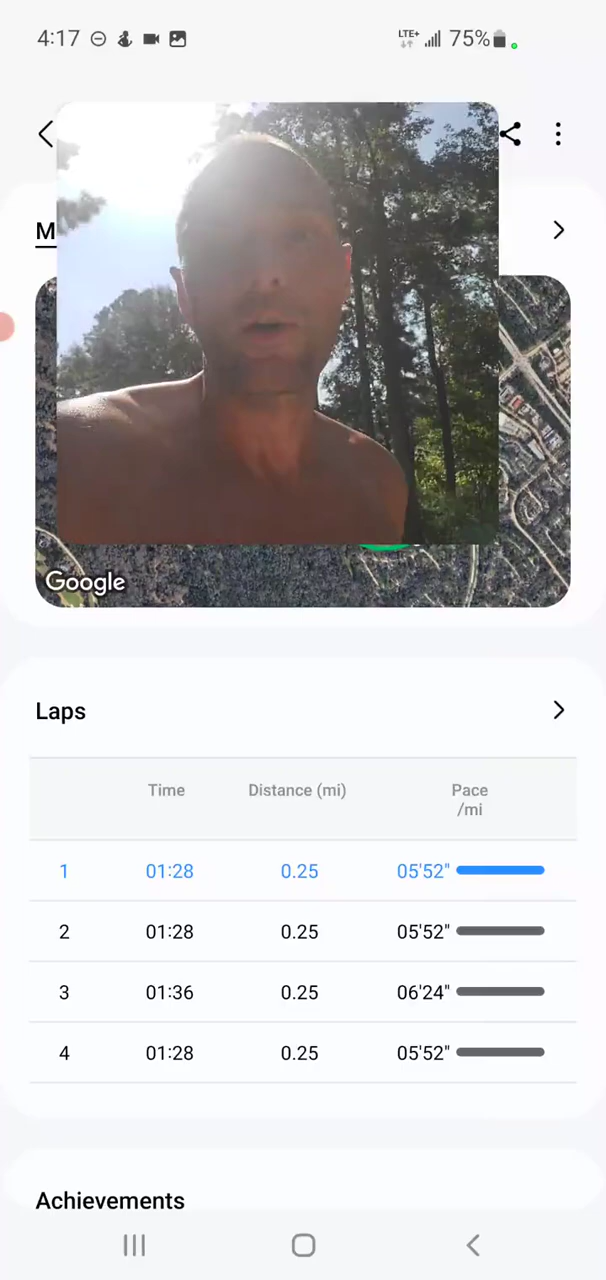 4:17 LTE+ 75%
M
Google
Laps
Time Distance (mi) Pace
/mi
1 01:28 0.25 05'52"
2 01:28 0.25 05'52"
3 01:36 0.25 06'24"
4 01:28 0.25 05'52"
Achievements